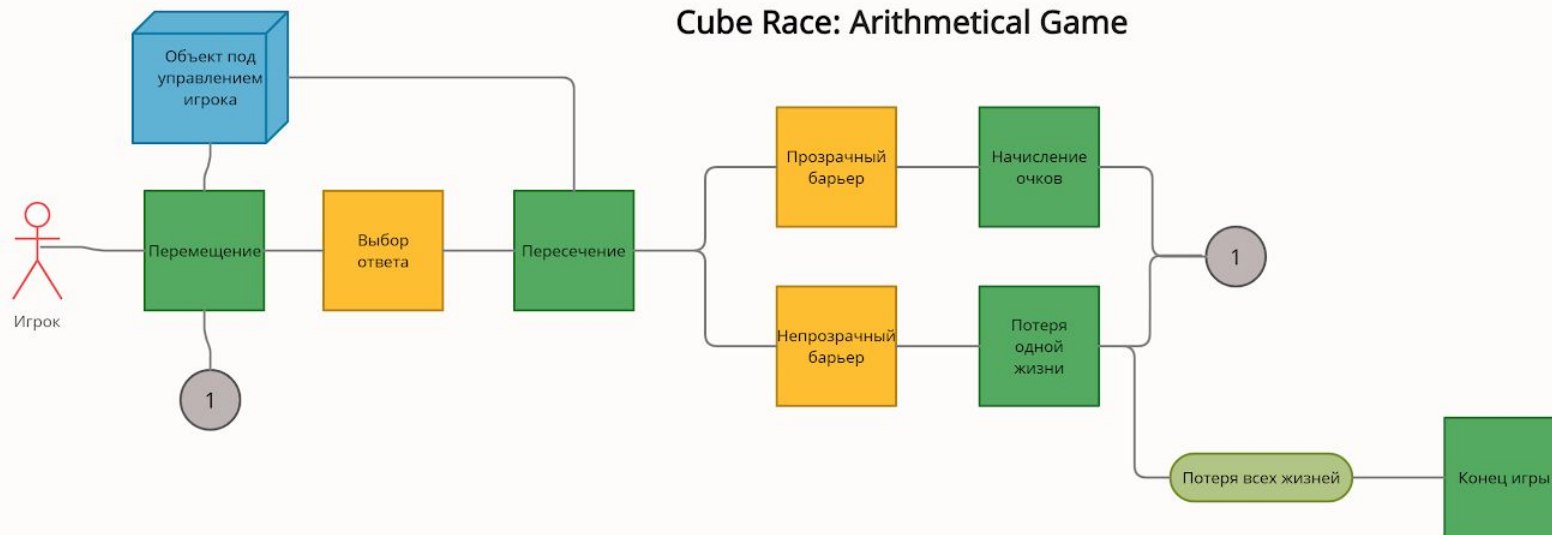 Cube Race: Arithmetical Game
Объект под
управлением
игрока
Игрок
Перемещение
1
Выбор
ответа
Пересечение
Прозрачный
барьер
Начисление
очков
Непрозрачный
барьер
Потеря
одной
жизни
1
Потеря всех жизней
Конец игры